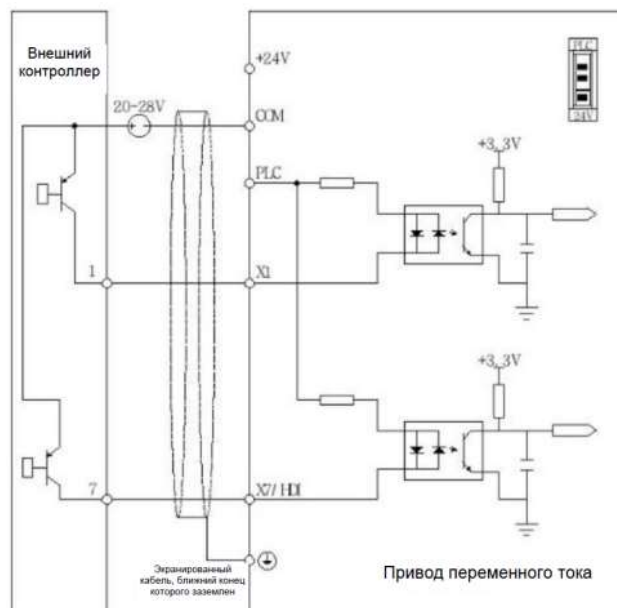 Внешний
контроллер
20-28V
+24V
COM
PLC
PLC
24V
+3.3V
1
X1
+3.3V
7
X7/HDI
Экранированный
кабель, ближний конец
которого заземлен
Привод переменного тока